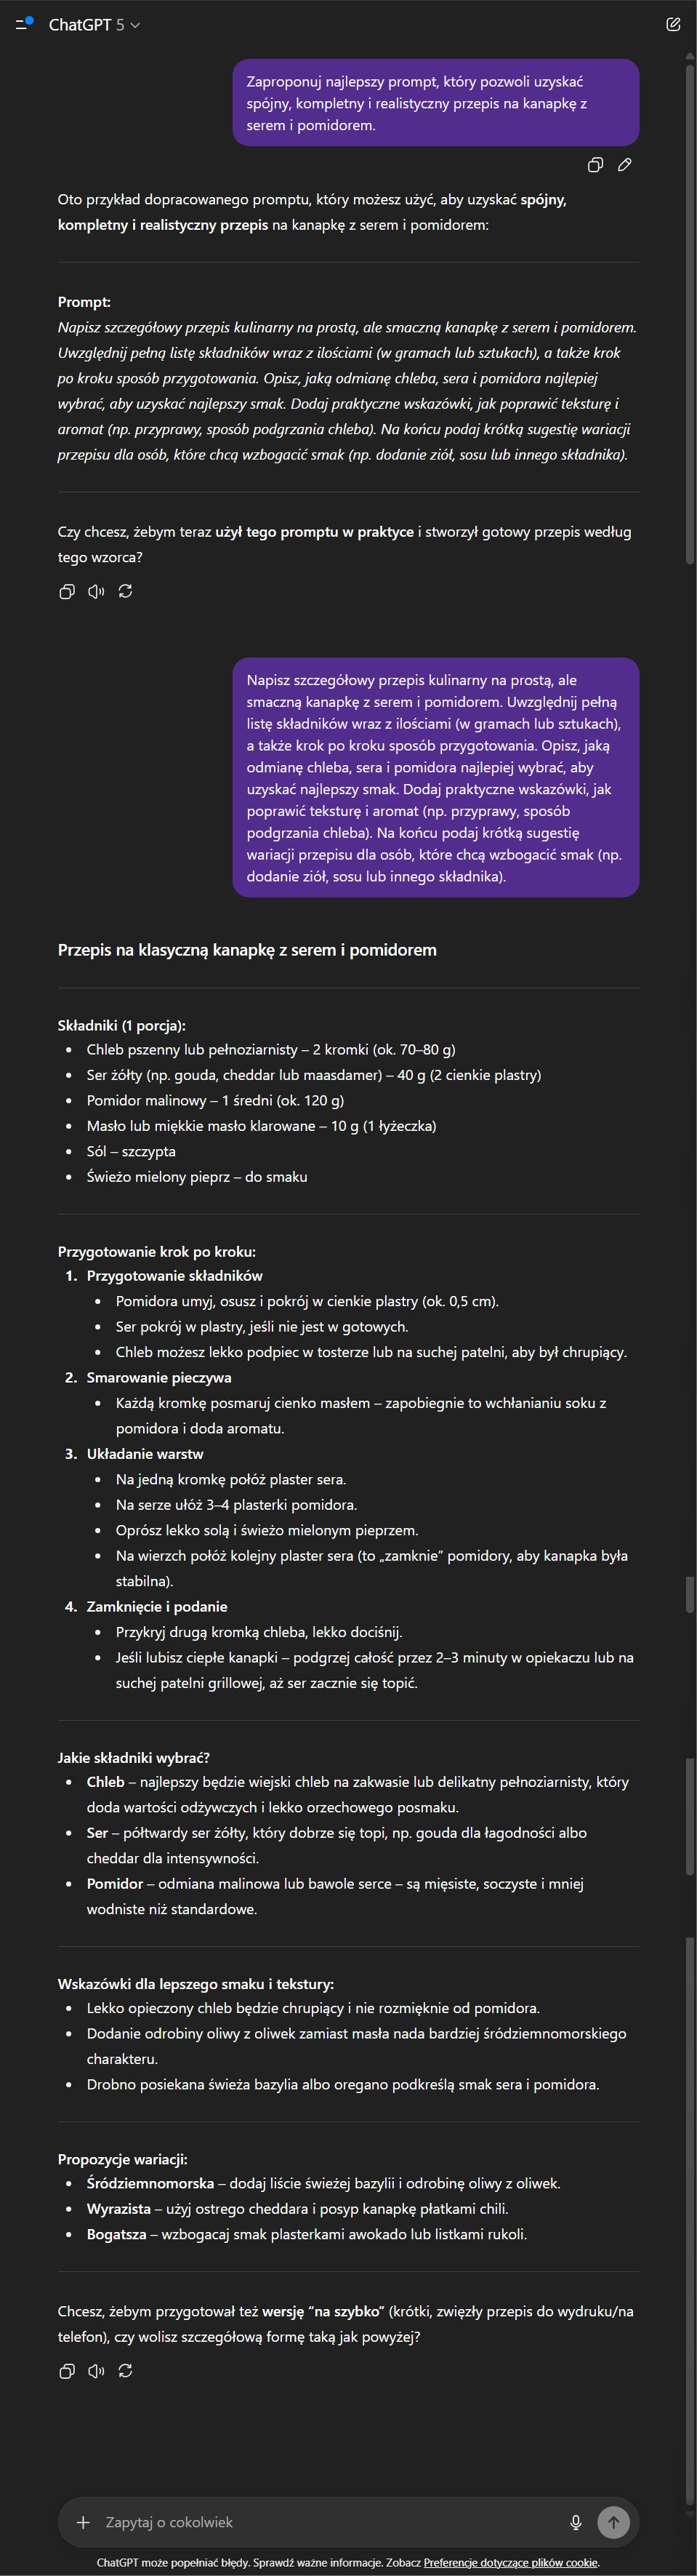 ChatGPT 5
Zaproponuj najlepszy prompt, który pozwoli uzyskać
spójny, kompletny i realistyczny przepis na kanapkę z
serem i pomidorem.
Oto przykład dopracowanego promptu, który możesz użyć, aby uzyskać spójny,
kompletny i realistyczny przepis na kanapkę z serem i pomidorem:
Prompt:
Napisz szczegółowy przepis kulinarny na prostą, ale smaczną kanapkę z serem i pomidorem.
Uwzględnij pełną listę składników wraz z ilościami (w gramach lub sztukach), a także krok
po kroku sposób przygotowania. Opisz, jaką odmianę chleba, sera i pomidora najlepiej
wybrać, aby uzyskać najlepszy smak. Dodaj praktyczne wskazówki, jak poprawić teksturę i
aromat (np. przyprawy, sposób podgrzania chleba). Na końcu podaj krótką sugestię wariacji
przepisu dla osób, które chcą wzbogacić smak (np. dodanie ziół, sosu lub innego składnika).
Czy chcesz, żebym teraz użył tego promptu w praktyce i stworzył gotowy przepis według
tego wzorca?
Napisz szczegółowy przepis kulinarny na prostą, ale
smaczną kanapkę z serem i pomidorem. Uwzględnij pełną
listę składników wraz z ilościami (w gramach lub sztukach),
a także krok po kroku sposób przygotowania. Opisz, jaką
odmianę chleba, sera i pomidora najlepiej wybrać, aby
uzyskać najlepszy smak. Dodaj praktyczne wskazówki, jak
poprawić teksturę i aromat (np. przyprawy, sposób
podgrzania chleba). Na końcu podaj krótką sugestię
wariacji przepisu dla osób, które chcą wzbogacić smak (np.
dodanie ziół, sosu lub innego składnika).
Przepis na klasyczną kanapkę z serem i pomidorem
Składniki (1 porcja):
• Chleb pszenny lub pełnoziarnisty – 2 kromki (ok. 70–80 g)
• Ser żółty (np. gouda, cheddar lub maasdamer) – 40 g (2 cienkie plastry)
• Pomidor malinowy – 1 średni (ok. 120 g)
• Masło lub miękkie masło klarowane – 10 g (1 łyżeczka)
• Sól – szczypta
• Świeżo mielony pieprz – do smaku
Przygotowanie krok po kroku:
1. Przygotowanie składników
• Pomidora umyj, osusz i pokrój w cienkie plastry (ok. 0,5 cm).
• Ser pokrój w plastry, jeśli nie jest w gotowych.
• Chleb możesz lekko podpiec w tosterze lub na suchej patelni, aby był chrupiący.
2. Smarowanie pieczywa
• Każdą kromkę posmaruj cienko masłem – zapobiegnie to wchłanianiu soku z
pomidora i doda aromatu.
3. Układanie warstw
• Na jedną kromkę połóż plaster sera.
• Na serze ułóż 3–4 plasterki pomidora.
• Oprósz lekko solą i świeżo mielonym pieprzem.
• Na wierzch połóż kolejny plaster sera (to „zamknie” pomidory, aby kanapka była
stabilna).
4. Zamknięcie i podanie
• Przykryj drugą kromką chleba, lekko dociśnij.
• Jeśli lubisz ciepłe kanapki – podgrzej całość przez 2–3 minuty w opiekaczu lub na
suchej patelni grillowej, aż ser zacznie się topić.
Jakie składniki wybrać?
• Chleb – najlepszy będzie wiejski chleb na zakwasie lub delikatny pełnoziarnisty, który
doda wartości odżywczych i lekko orzechowego posmaku.
• Ser – półtwardy ser żółty, który dobrze się topi, np. gouda dla łagodności albo
cheddar dla intensywności.
• Pomidor – odmiana malinowa lub bawole serce – są mięsiste, soczyste i mniej
wodniste niż standardowe.
Wskazówki dla lepszego smaku i tekstury:
• Lekko opieczony chleb będzie chrupiący i nie rozmięknie od pomidora.
• Dodanie odrobiny oliwy z oliwek zamiast masła nada bardziej śródziemnomorskiego
charakteru.
• Drobno posiekana świeża bazylia albo oregano podkreślą smak sera i pomidora.
Propozycje wariacji:
• Śródziemnomorska – dodaj liście świeżej bazylii i odrobinę oliwy z oliwek.
• Wyrazista – użyj ostrego cheddara i posyp kanapkę płatkami chili.
• Bogatsza – wzbogacaj smak plasterkami awokado lub listkami rukoli.
Chcesz, żebym przygotował też wersję “na szybko” (krótki, zwięzły przepis do wydruku/na
telefon), czy wolisz szczegółową formę taką jak powyżej?
Zapytaj o cokolwiek
ChatGPT może popełniać błędy. Sprawdź ważne informacje. Zobacz Preferencje dotyczące plików cookie.